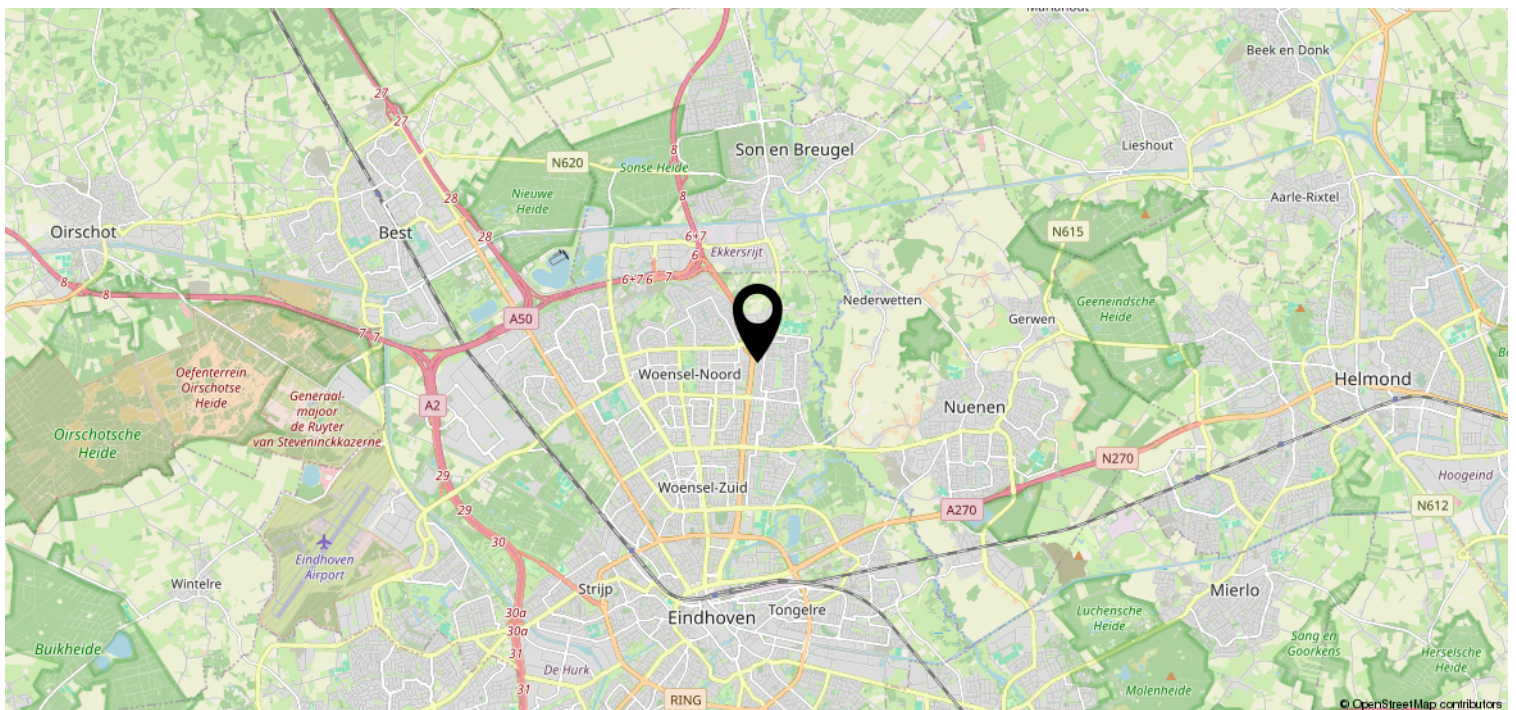 Beek en Donk
27
27
Son en Breugel
8
Lieshout
N620
Sonse Heide
Nieuwe
Heide
28
8
Aarle-Rixtel
Oirschot
Best
28
6+7
6
Ekkersrijt
N615
8
8
6+7
6
7
Nederwetten
Geeneindsche
Heide
A50
Gerwen
7
7
Oefenterrein
Oirschotse
Heide
Woensel-Noord
Helmond
Generaal-
majoor
de Ruyter
van Steveninckkazerne
A2
Nuenen
Oirschotsche
Heide
N270
29
Hoogeind
Woensel-Zuid
29
A270
N612
30
Eindhoven
Airport
Wintelre
Strijp
Mierlo
30a
30a
Eindhoven
Tongelre
Luchensche
Heide
Buikheide
31
De Hurk
Sang en
Goorkens
Herselsche
Heide
31
RING
Molenheide
© OpenStreetMap contributors